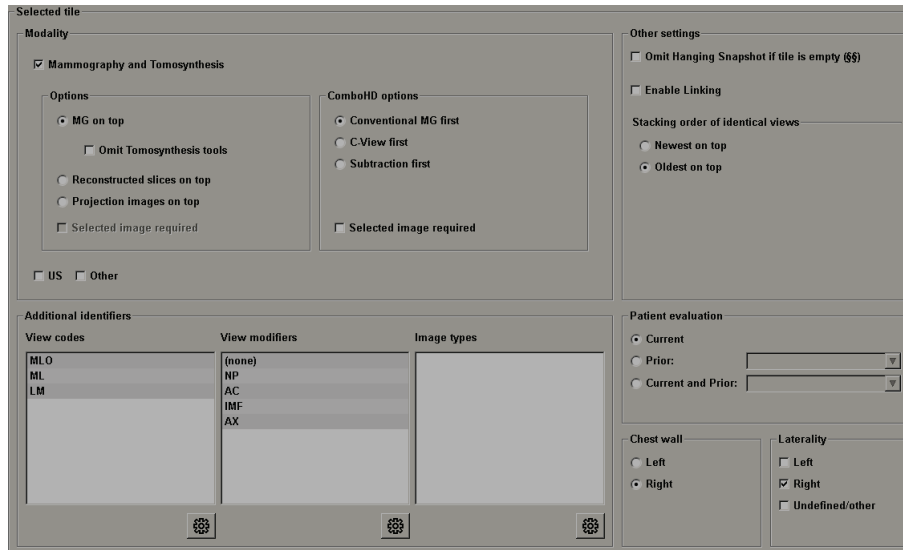 Selected tile
Modality
Mammography and Tomosynthesis
Options
MG on top
Omit Tomosynthesis tools
Reconstructed slices on top
Projection images on top
Selected image required
ComboHD options
Conventional MG first
C-View first
Subtraction first
Selected image required
US Other
Other settings
Omit Hanging Snapshot if tile is empty (§§)
Enable Linking
Stacking order of identical views
Newest on top
Oldest on top
Additional identifiers
View codes
MLO
ML
LM
View modifiers
(none)
NP
AC
IMF
AX
Image types
Patient evaluation
Current
Prior:
Current and Prior:
Chest wall
Left
Right
Laterality
Left
Right
Undefined/other